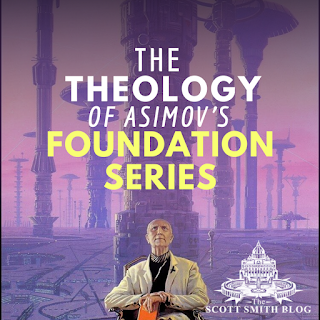 THE
THEOLOGY
OF ASIMOV'S
FOUNDATION
SERIES
The
SCOTT SMITH BLOG